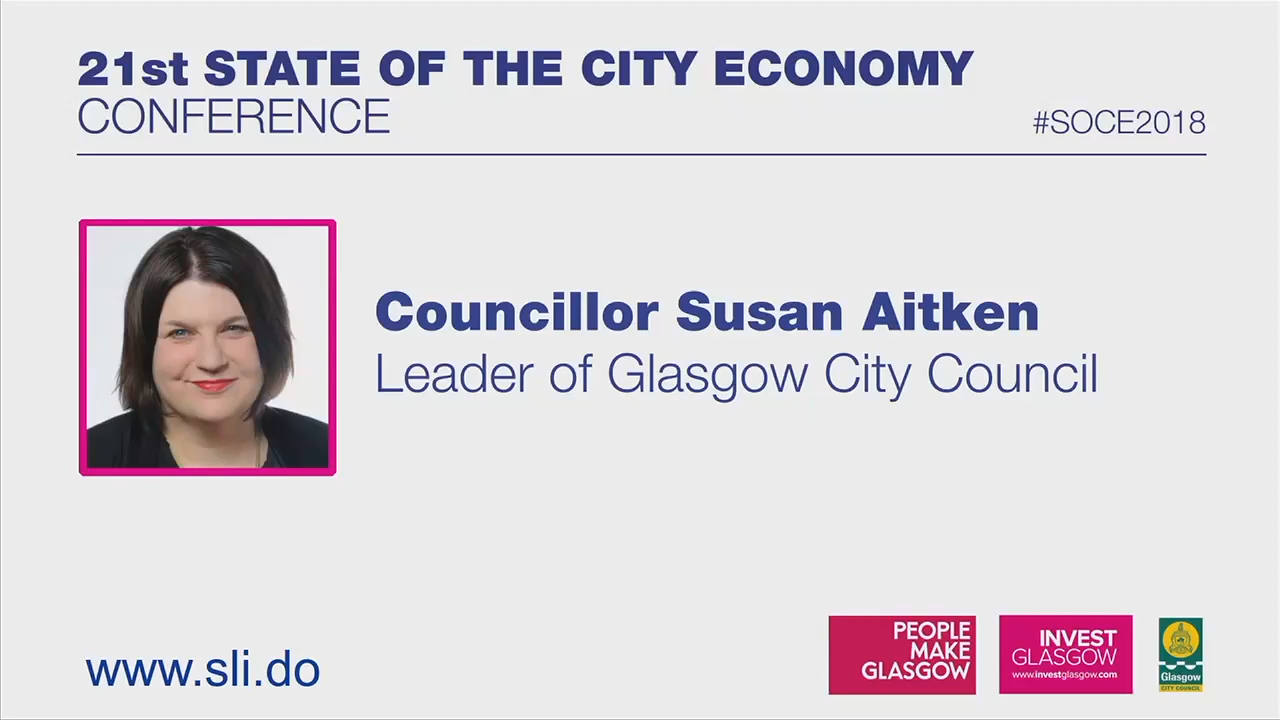 21st STATE OF THE CITY ECONOMY
CONFERENCE
#SOCE2018
Councillor Susan Aitken
Leader of Glasgow City Council
www.sli.do
PEOPLE
MAKE
GLASGOW
INVEST
GLASGOW
www.investglasgow.com
Glasgow
CITY COUNCIL